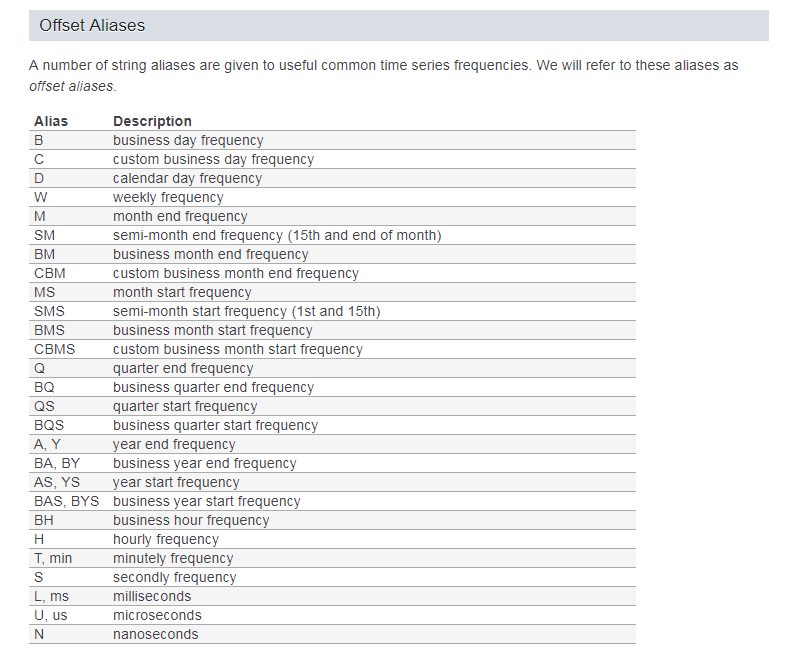 Offset Aliases
A number of string aliases are given to useful common time series frequencies. We will refer to these aliases as
offset aliases.
Alias Description
B business day frequency
C custom business day frequency
D calendar day frequency
W weekly frequency
M month end frequency
SM semi-month end frequency (15th and end of month)
BM business month end frequency
CBM custom business month end frequency
MS month start frequency
SMS semi-month start frequency (1st and 15th)
BMS business month start frequency
CBMS custom business month start frequency
Q quarter end frequency
BQ business quarter end frequency
QS quarter start frequency
BQS business quarter start frequency
A, Y year end frequency
BA, BY business year end frequency
AS, YS year start frequency
BAS, BYS business year start frequency
BH business hour frequency
H hourly frequency
T, min minutely frequency
S secondly frequency
L, ms milliseconds
U, us microseconds
N nanoseconds